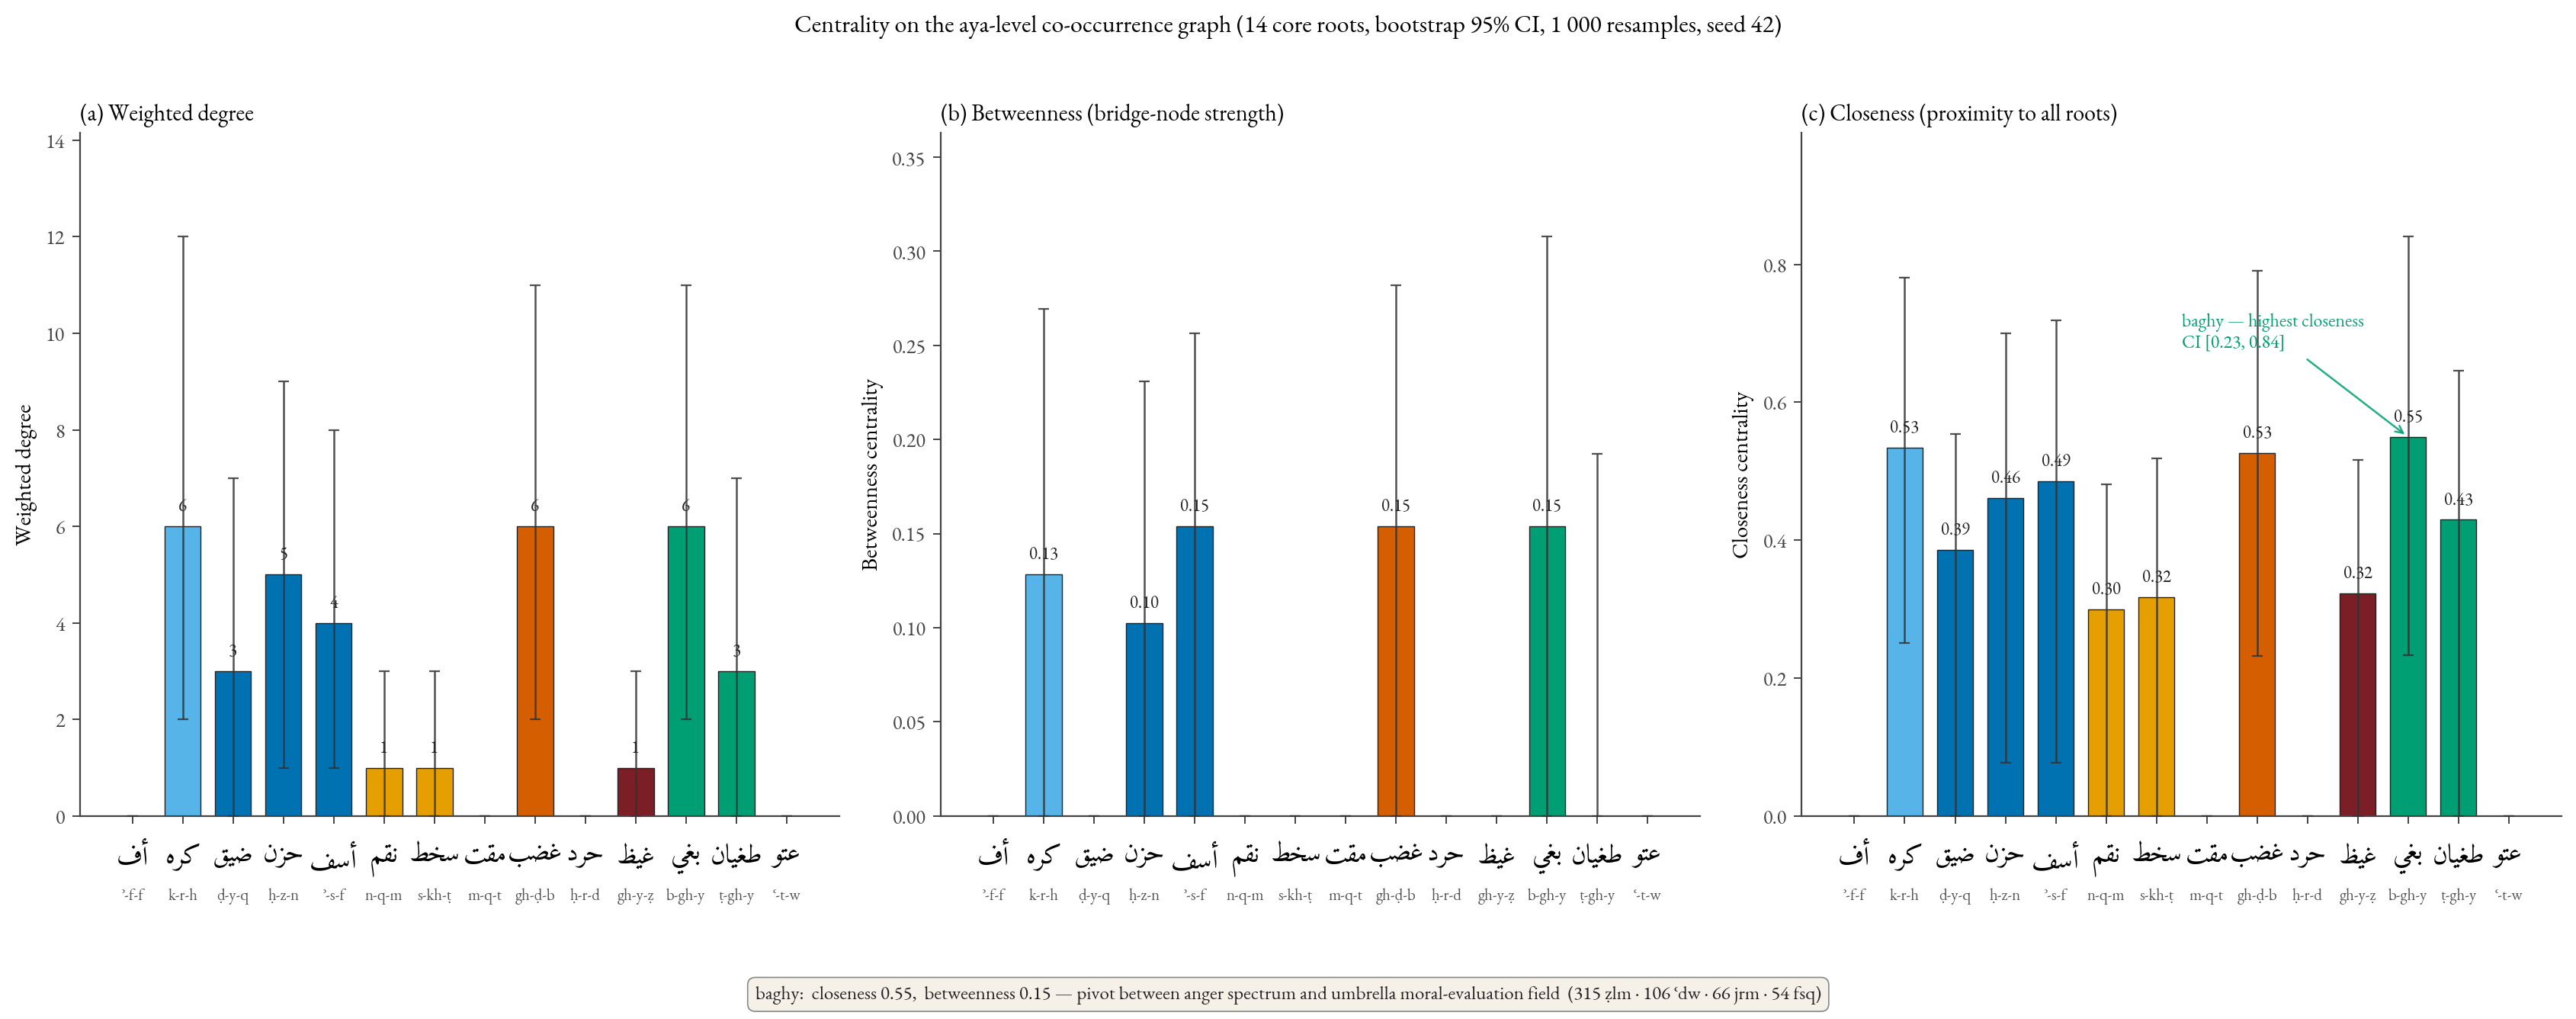 Centrality on the aya-level co-occurrence graph (14 core roots, bootstrap 95% CI, 1 000 resamples, seed 42)
(a) Weighted degree
Weighted degree
14
12
10
8
6
4
2
0
6
3
5
4
1
1
6
1
6
3
أف كره ضيق حزن أسف نقم سخط مقت غضب حرد غيظ بغي طغيان عتو
ʾ-f-f k-r-h ḍ-y-q ḥ-z-n ʾ-s-f n-q-m s-kh-ṭ m-q-t gh-ḍ-b ḥ-r-d gh-y-ẓ b-gh-y ṭ-gh-y ʿ-t-w
(b) Betweenness (bridge-node strength)
Betweenness centrality
0.35
0.30
0.25
0.20
0.15
0.10
0.05
0.00
0.13
0.10
0.15
0.15
0.15
أف كره ضيق حزن أسف نقم سخط مقت غضب حرد غيظ بغي طغيان عتو
ʾ-f-f k-r-h ḍ-y-q ḥ-z-n ʾ-s-f n-q-m s-kh-ṭ m-q-t gh-ḍ-b ḥ-r-d gh-y-ẓ b-gh-y ṭ-gh-y ʿ-t-w
(c) Closeness (proximity to all roots)
Closeness centrality
0.8
0.6
0.4
0.2
0.0
baghy — highest closeness
CI [0.23, 0.84]
0.53
0.39
0.46
0.49
0.30
0.32
0.53
0.32
0.55
0.43
أف كره ضيق حزن أسف نقم سخط مقت غضب حرد غيظ بغي طغيان عتو
ʾ-f-f k-r-h ḍ-y-q ḥ-z-n ʾ-s-f n-q-m s-kh-ṭ m-q-t gh-ḍ-b ḥ-r-d gh-y-ẓ b-gh-y ṭ-gh-y ʿ-t-w
baghy: closeness 0.55, betweenness 0.15 — pivot between anger spectrum and umbrella moral-evaluation field (315 ẓlm · 106 ʿdw · 66 jrm · 54 fsq)